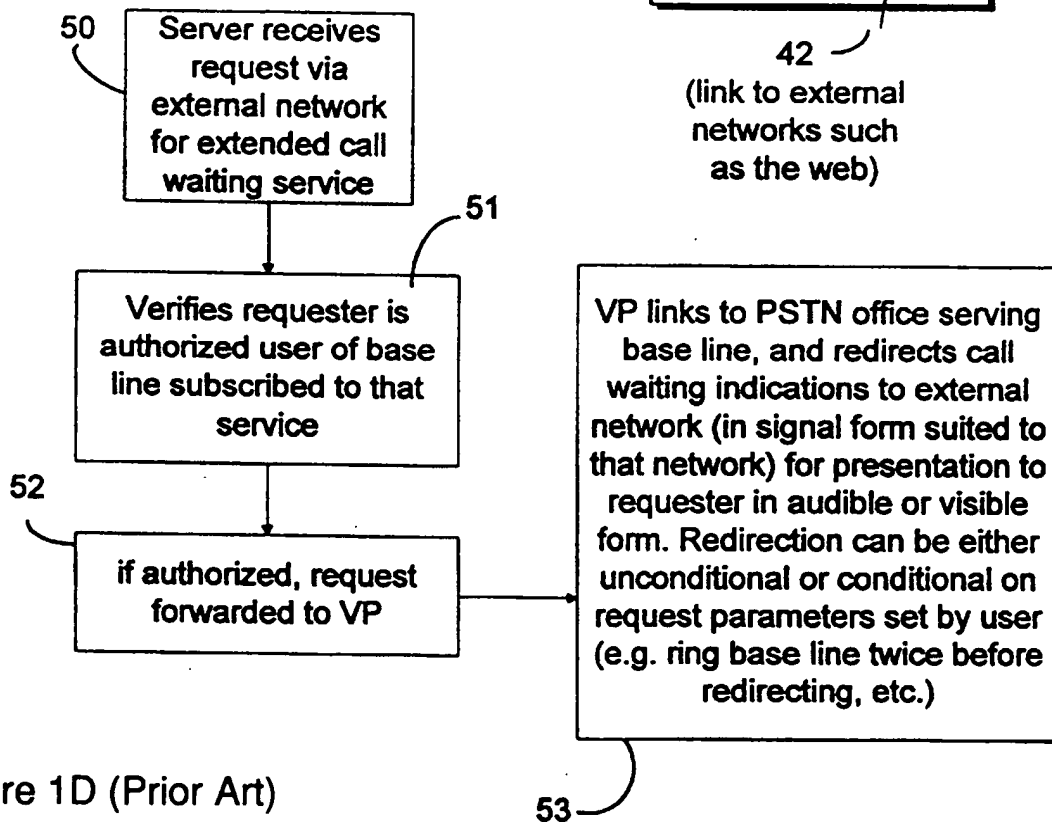 50
Server receives
request via
external network
for extended call
waiting service
42
(link to external
networks such
as the web)
51
Verifies requester is
authorized user of base
line subscribed to that
service
52
if authorized, request
forwarded to VP
VP links to PSTN office serving
base line, and redirects call
waiting indications to external
network (in signal form suited to
that network) for presentation to
requester in audible or visible
form. Redirection can be either
unconditional or conditional on
request parameters set by user
(e.g. ring base line twice before
redirecting, etc.)
53
re 1D (Prior Art)